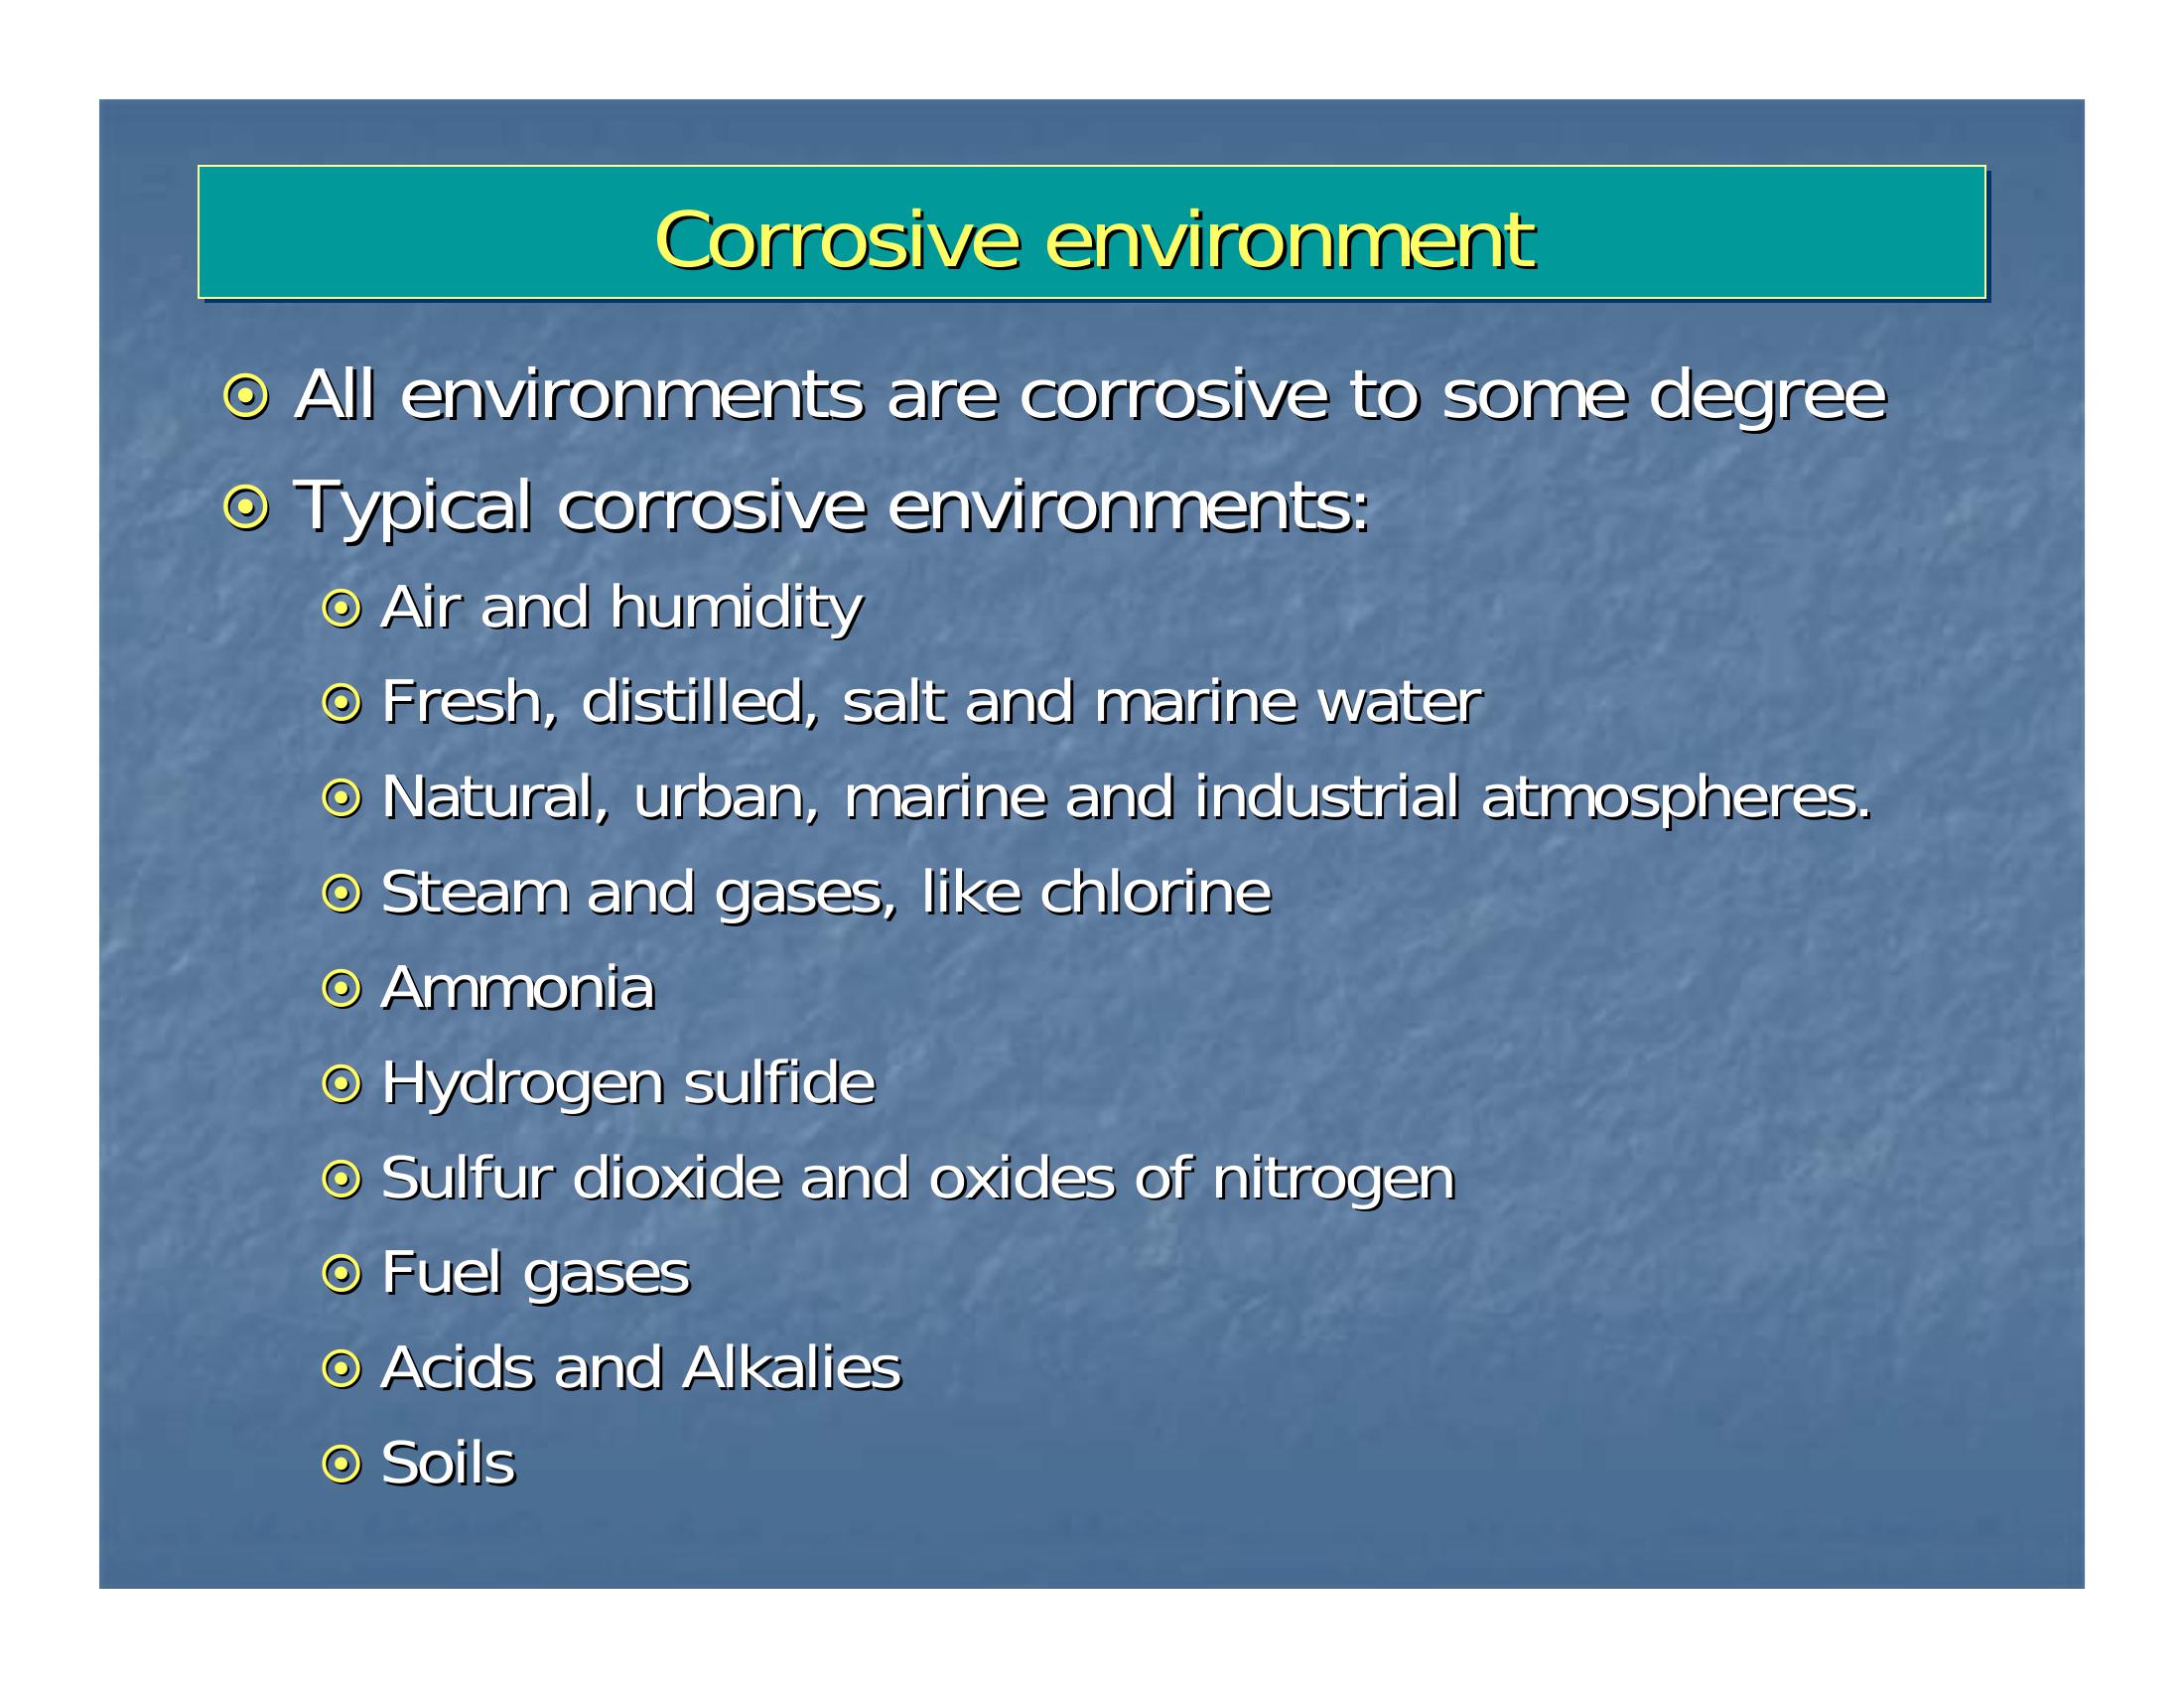 Corrosive environment
All environments are corrosive to some degree
Typical corrosive environments:
Air and humidity
Fresh, distilled, salt and marine water
Natural, urban, marine and industrial atmospheres.
Steam and gases, like chlorine
Ammonia
Hydrogen sulfide
Sulfur dioxide and oxides of nitrogen
Fuel gases
Acids and Alkalies
Soils